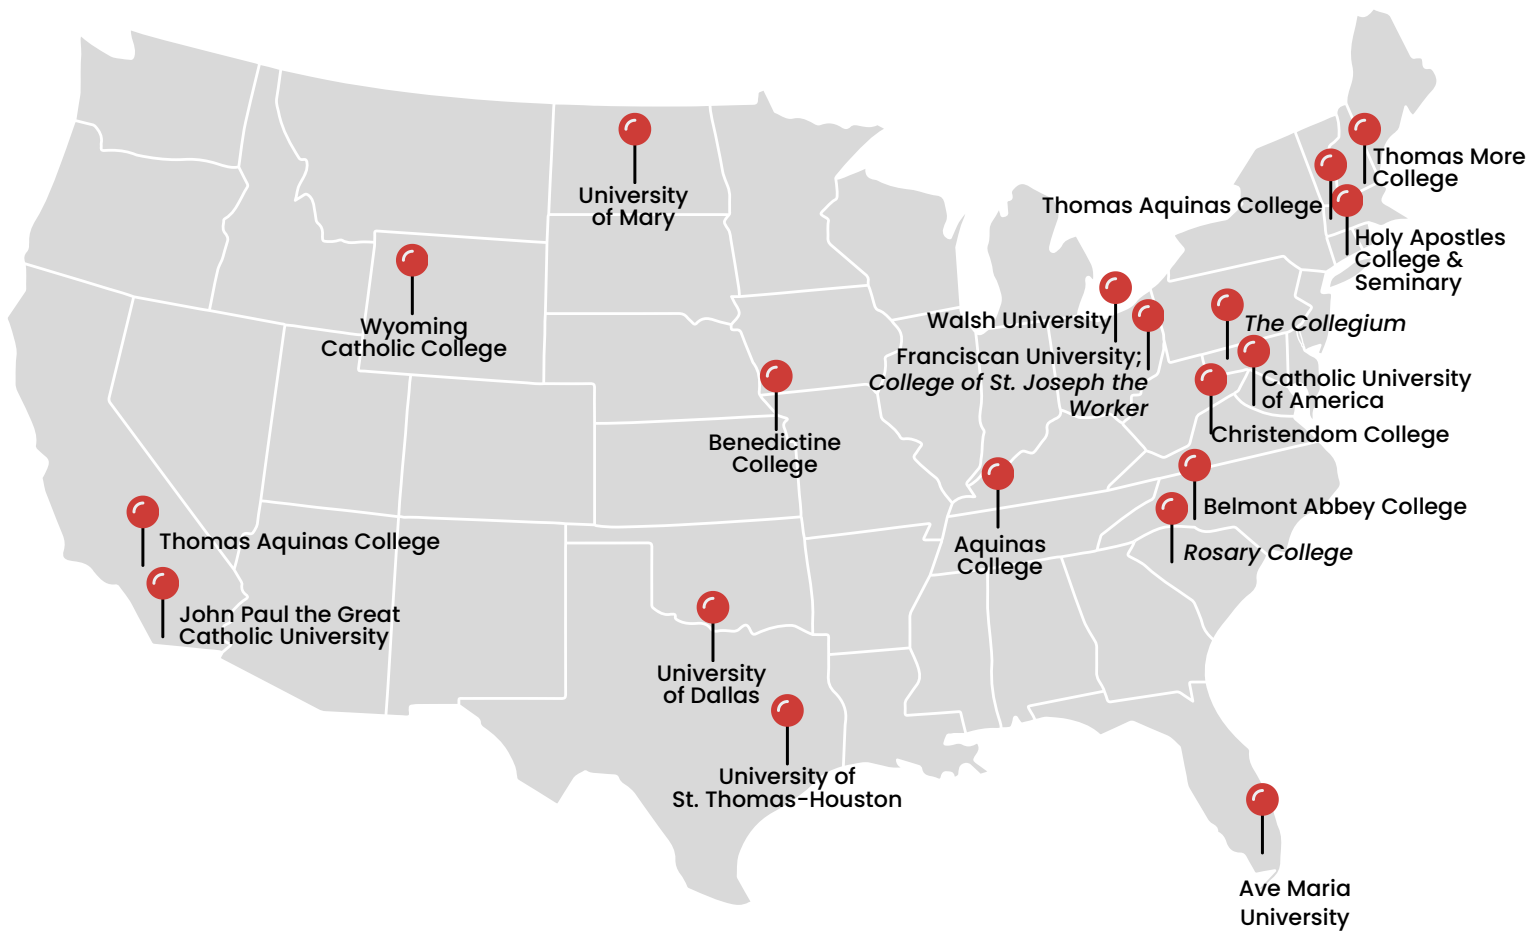 University
of Mary
Thomas More
College
Thomas Aquinas College
Holy Apostles
College &
Seminary
Wyoming
Catholic College
Walsh University
The Collegium
Franciscan University;
College of St. Joseph the
Worker
Catholic University
of America
Christendom College
Benedictine
College
Belmont Abbey College
Aquinas
College
Rosary College
Thomas Aquinas College
John Paul the Great
Catholic University
University
of Dallas
University of
St. Thomas-Houston
Ave Maria
University